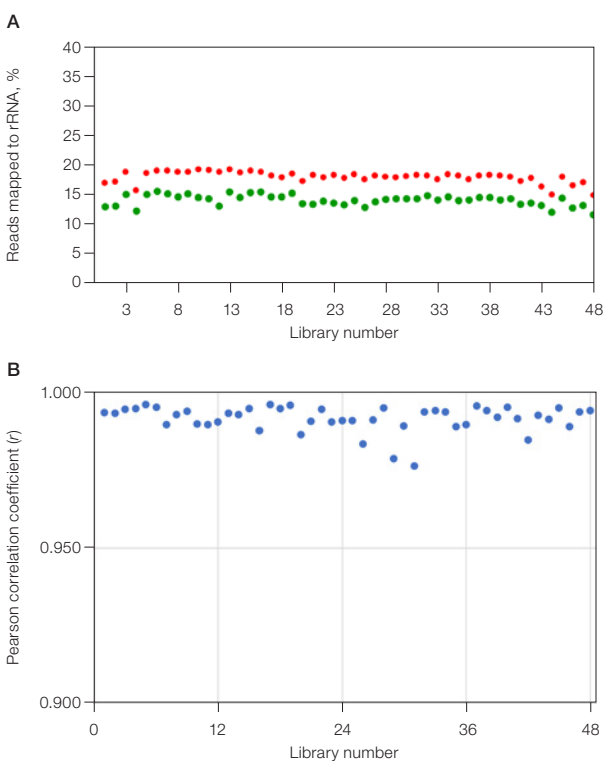 A
Reads mapped to rRNA, %
40
35
30
25
20
15
10
5
0
3 8 13 18 23 28 33 38 43 48
Library number
B
Pearson correlation coefficient (r)
1.000
0.950
0.900
0 12 24 36 48
Library number